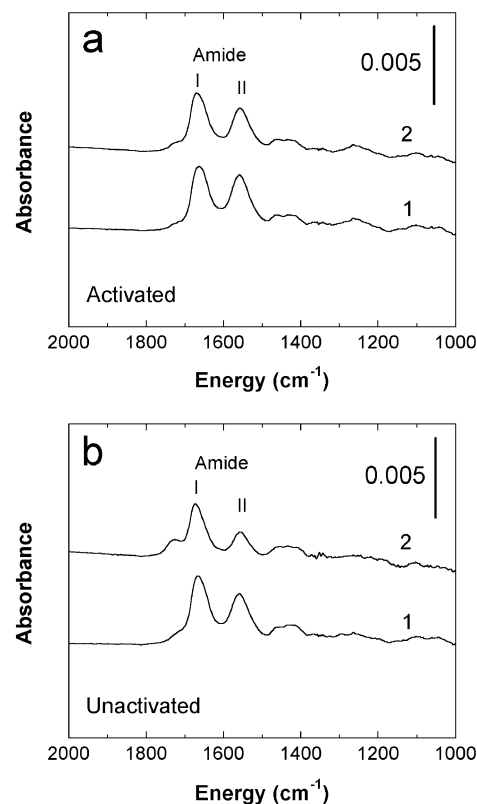 a
Amide
I II
0.005
2
1
Activated
Absorbance
2000 1800 1600 1400 1200 1000
Energy (cm⁻¹)
b
Amide
I II
0.005
2
1
Unactivated
Absorbance
2000 1800 1600 1400 1200 1000
Energy (cm⁻¹)